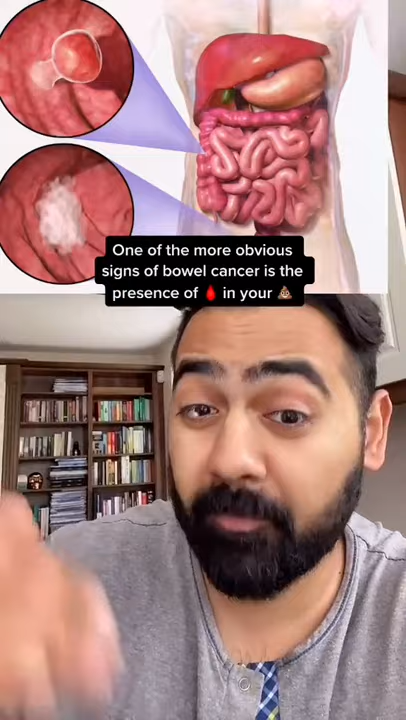 One of the more obvious
signs of bowel cancer is the
presence of 🩸 in your 💩